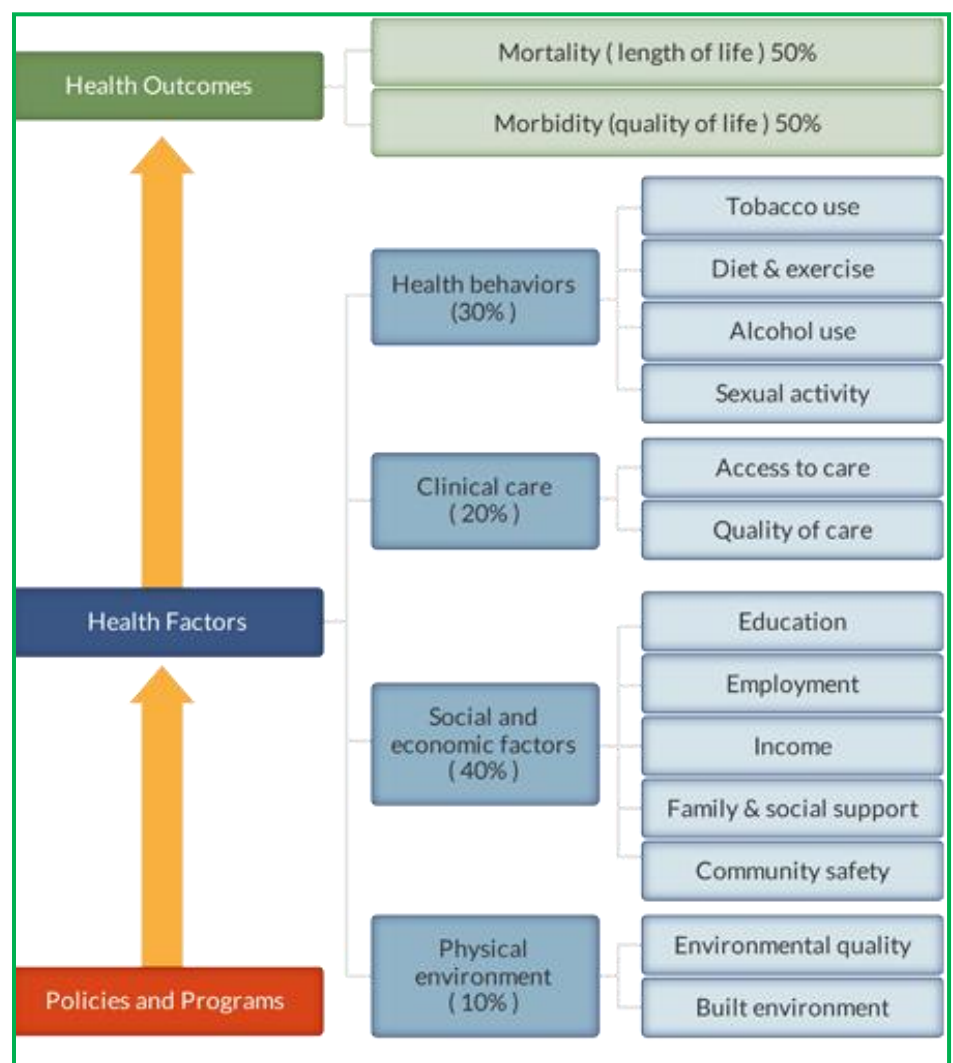 Health Outcomes
Mortality ( length of life ) 50%
Morbidity (quality of life ) 50%
Health Factors
Health behaviors
(30% )
Tobacco use
Diet & exercise
Alcohol use
Sexual activity
Clinical care
( 20% )
Access to care
Quality of care
Social and
economic factors
( 40% )
Education
Employment
Income
Family & social support
Community safety
Physical
environment
( 10% )
Environmental quality
Built environment
Policies and Programs